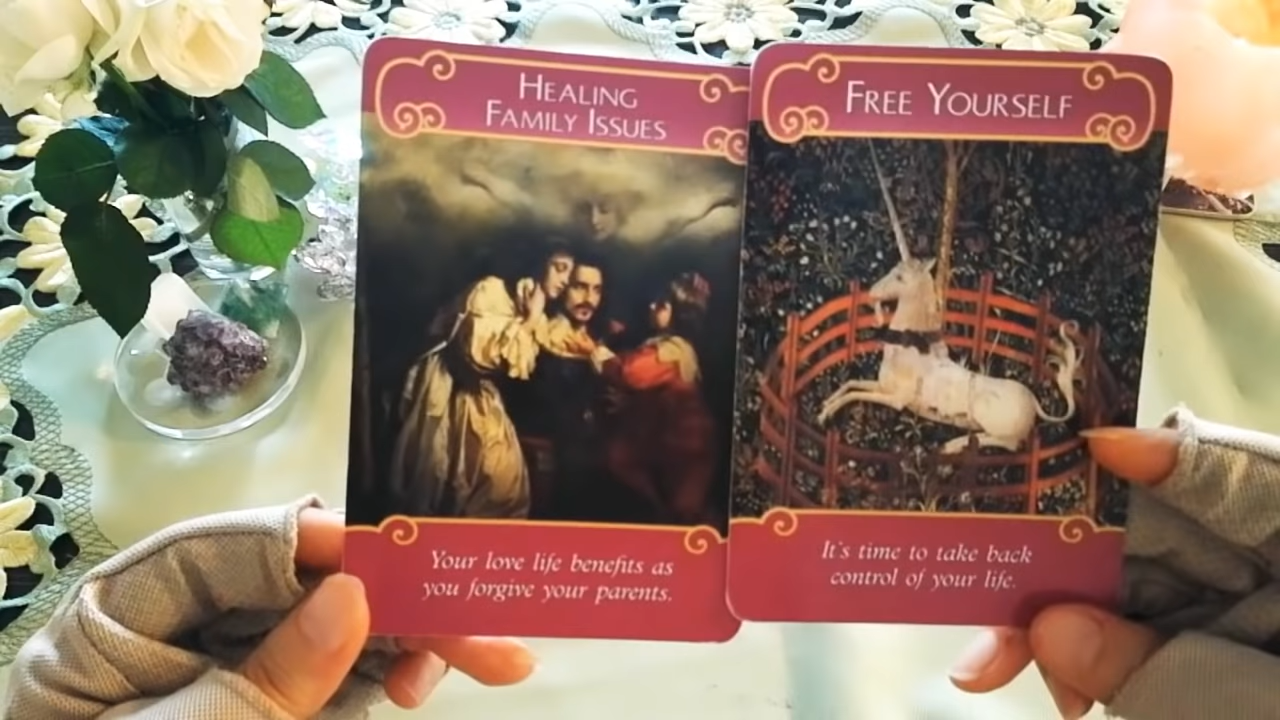 Healing
Family Issues
Your love life benefits as
you forgive your parents.
Free Yourself
It's time to take back
control of your life.